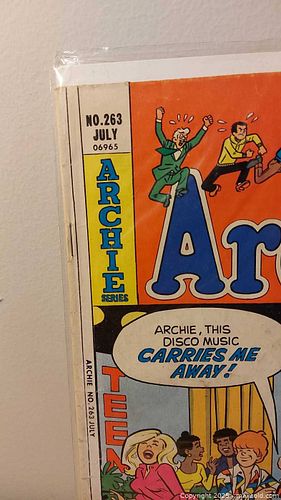 NO.263
JULY
06965
ARCHIE
SERIES
Ar
ARCHIE, THIS
DISCO MUSIC
CARRIES ME
AWAY!
ARCHIE NO. 263 JULY
TEEN